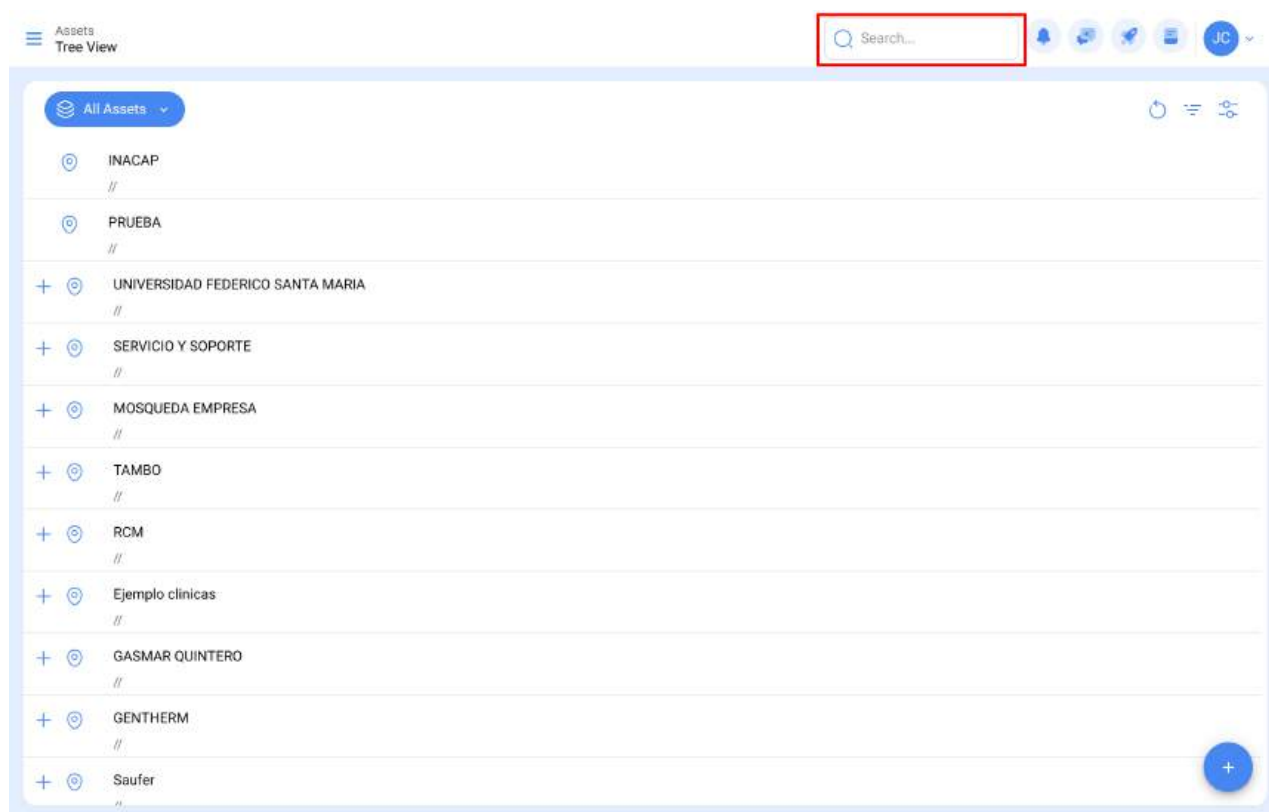 Assets
Tree View
Search...
JC
All Assets
INACAP
//
PRUEBA
//
UNIVERSIDAD FEDERICO SANTA MARIA
//
SERVICIO Y SOPORTE
//
MOSQUEDA EMPRESA
//
TAMBO
//
RCM
//
Ejemplo clinicas
//
GASMAR QUINTERO
//
GENTHERM
//
Saufer
//